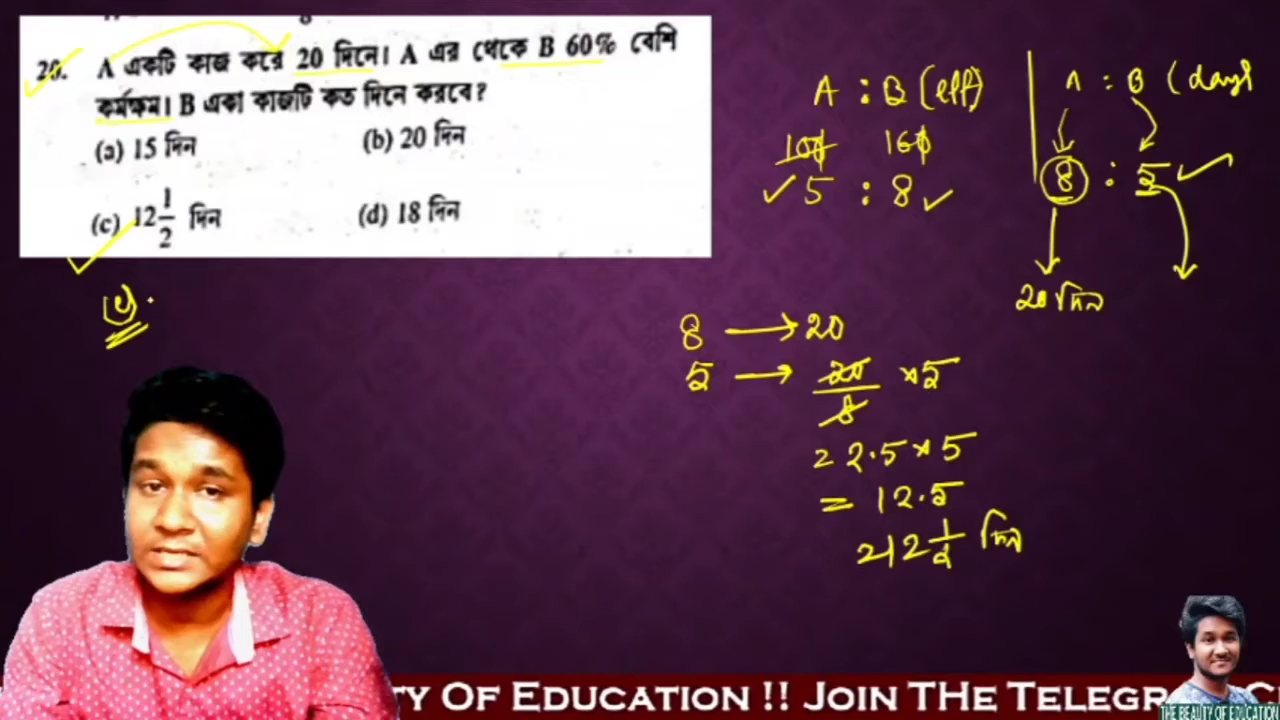 20. A একটি কাজ করে 20 দিনে। A এর থেকে B 60% বেশি
কর্মক্ষম। B একা কাজটি কত দিনে করবে?
(a) 15 দিন (b) 20 দিন
(c) 12 1/2 দিন (d) 18 দিন
A : B (eff)
100 160
5 : 8
A : B (days
8 : 5
20 দিন
8 → 20
5 → 20/8 × 5
= 2.5 × 5
= 12.5
= 12 1/2 দিন
TY OF EDUCATION !! JOIN THE TELEGR
THE BEAUTY OF EDUCATION